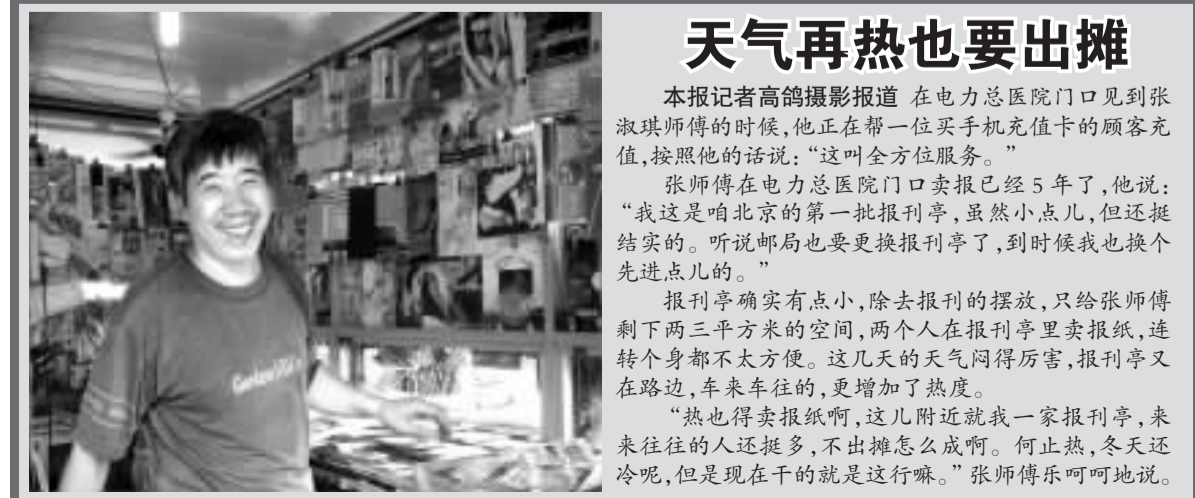 天气再热也要出摊
本报记者高鸽摄影报道 在电力总医院门口见到张
淑琪师傅的时候,他正在帮一位买手机充值卡的顾客充
值,按照他的话说:“这叫全方位服务。”
张师傅在电力总医院门口卖报已经5年了,他说:
“我这是咱北京的第一批报刊亭,虽然小点儿,但还挺
结实的。听说邮局也要更换报刊亭了,到时候我也换个
先进点儿的。”
报刊亭确实有点小,除去报刊的摆放,只给张师傅
剩下两三平方米的空间,两个人在报刊亭里卖报纸,连
转个身都不太方便。这几天的天气闷得厉害,报刊亭又
在路边,车来车往的,更增加了热度。
“热也得卖报纸啊,这儿附近就我一家报刊亭,来
来往往的人还挺多,不出摊怎么成啊。何止热,冬天还
冷呢,但是现在干的就是这行嘛。”张师傅乐呵呵地说。